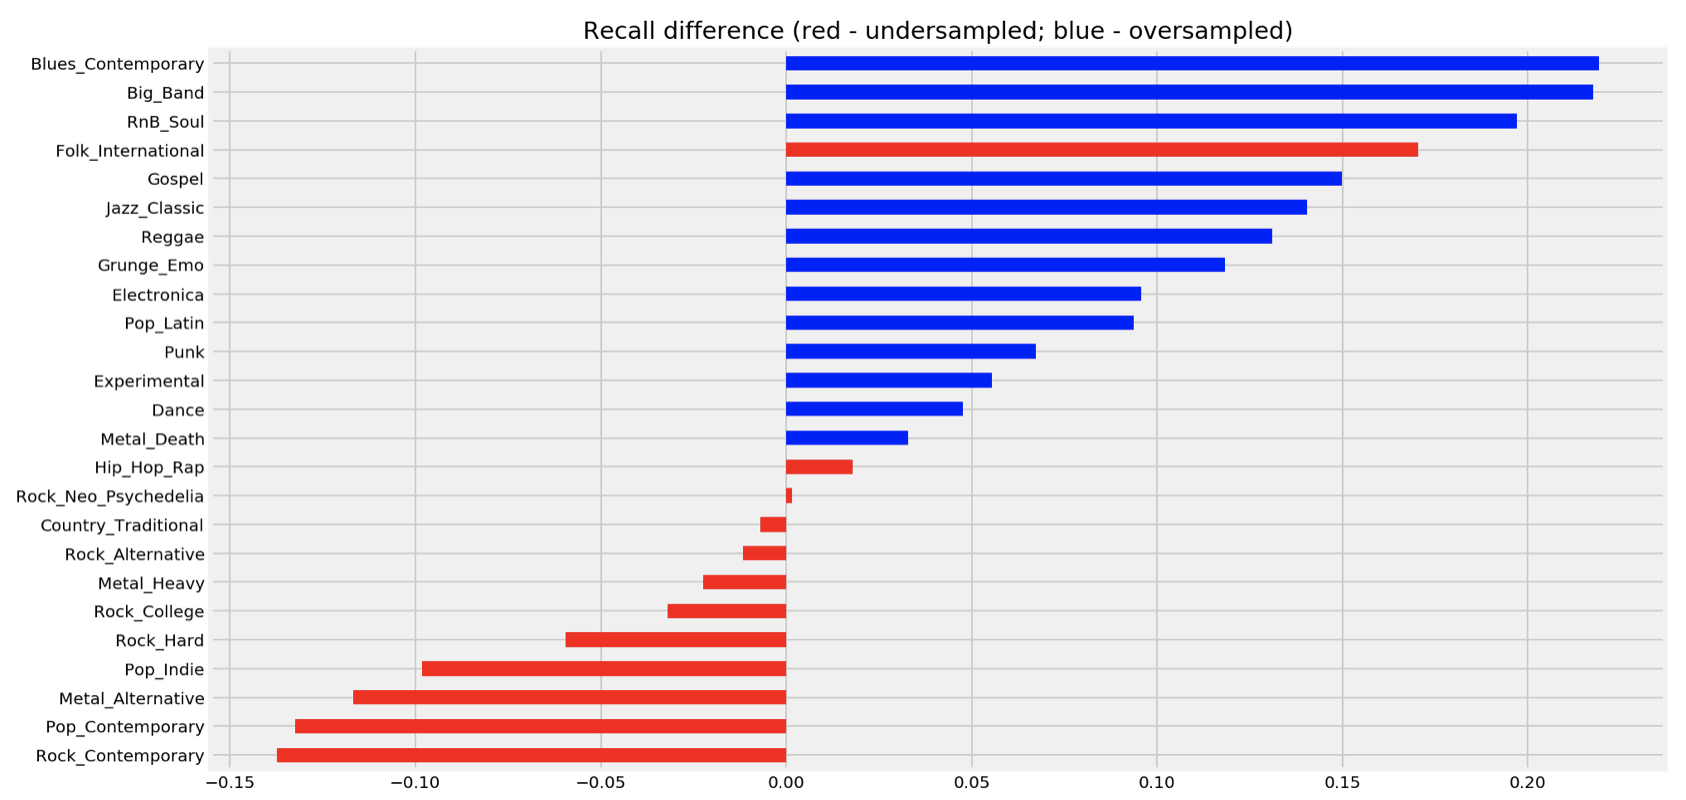 Recall difference (red - undersampled; blue - oversampled)
Blues_Contemporary
Big_Band
RnB_Soul
Folk_International
Gospel
Jazz_Classic
Reggae
Grunge_Emo
Electronica
Pop_Latin
Punk
Experimental
Dance
Metal_Death
Hip_Hop_Rap
Rock_Neo_Psychedelia
Country_Traditional
Rock_Alternative
Metal_Heavy
Rock_College
Rock_Hard
Pop_Indie
Metal_Alternative
Pop_Contemporary
Rock_Contemporary
−0.15 −0.10 −0.05 0.00 0.05 0.10 0.15 0.20